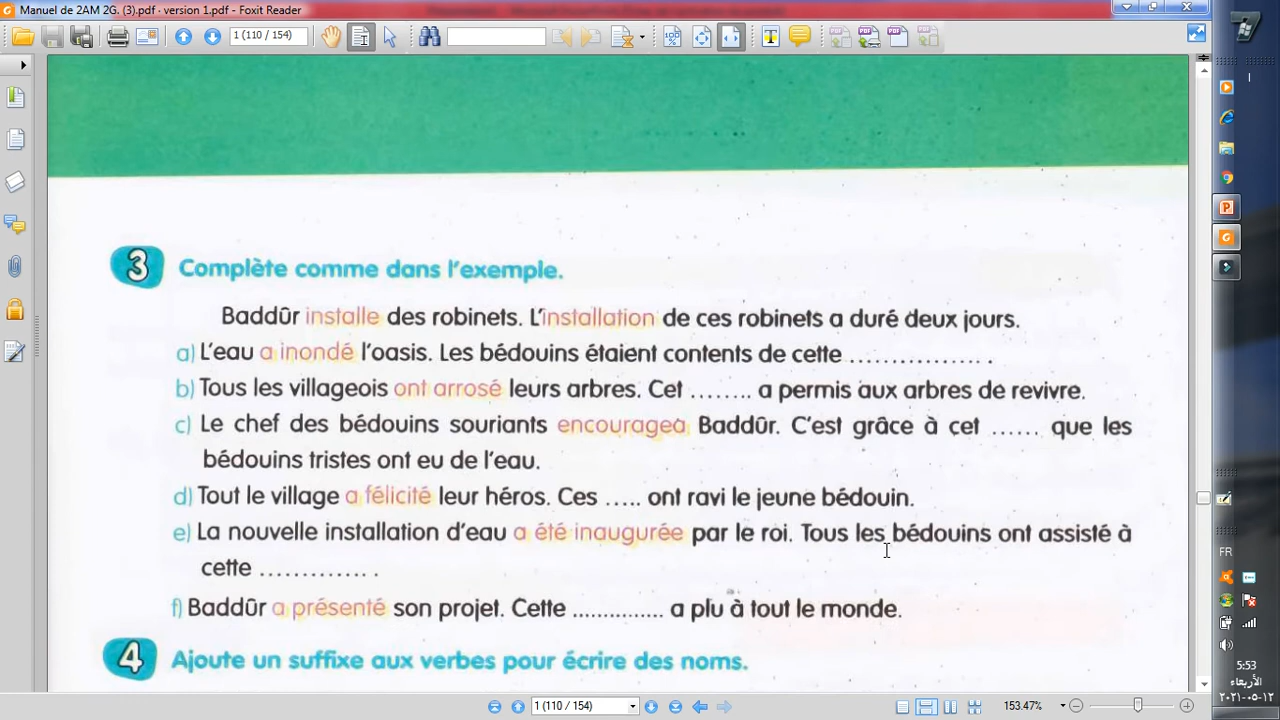 Manuel de 2AM 2G. (3).pdf - version 1.pdf - Foxit Reader
1 (110 / 154)
3 Complète comme dans l'exemple.
Baddûr installe des robinets. L'installation de ces robinets a duré deux jours.
a) L'eau a inondé l'oasis. Les bédouins étaient contents de cette ................ .
b) Tous les villageois ont arrosé leurs arbres. Cet ........ a permis aux arbres de revivre.
c) Le chef des bédouins souriants encouragea Baddûr. C'est grâce à cet ...... que les
bédouins tristes ont eu de l'eau.
d) Tout le village a félicité leur héros. Ces ..... ont ravi le jeune bédouin.
e) La nouvelle installation d'eau a été inaugurée par le roi. Tous les bédouins ont assisté à
cette ............. .
f) Baddûr a présenté son projet. Cette .............. a plu à tout le monde.
4 Ajoute un suffixe aux verbes pour écrire des noms.
1 (110 / 154)
153.47%
FR
5:53
الأربعاء
٢٠٢١-٠٥-١٢